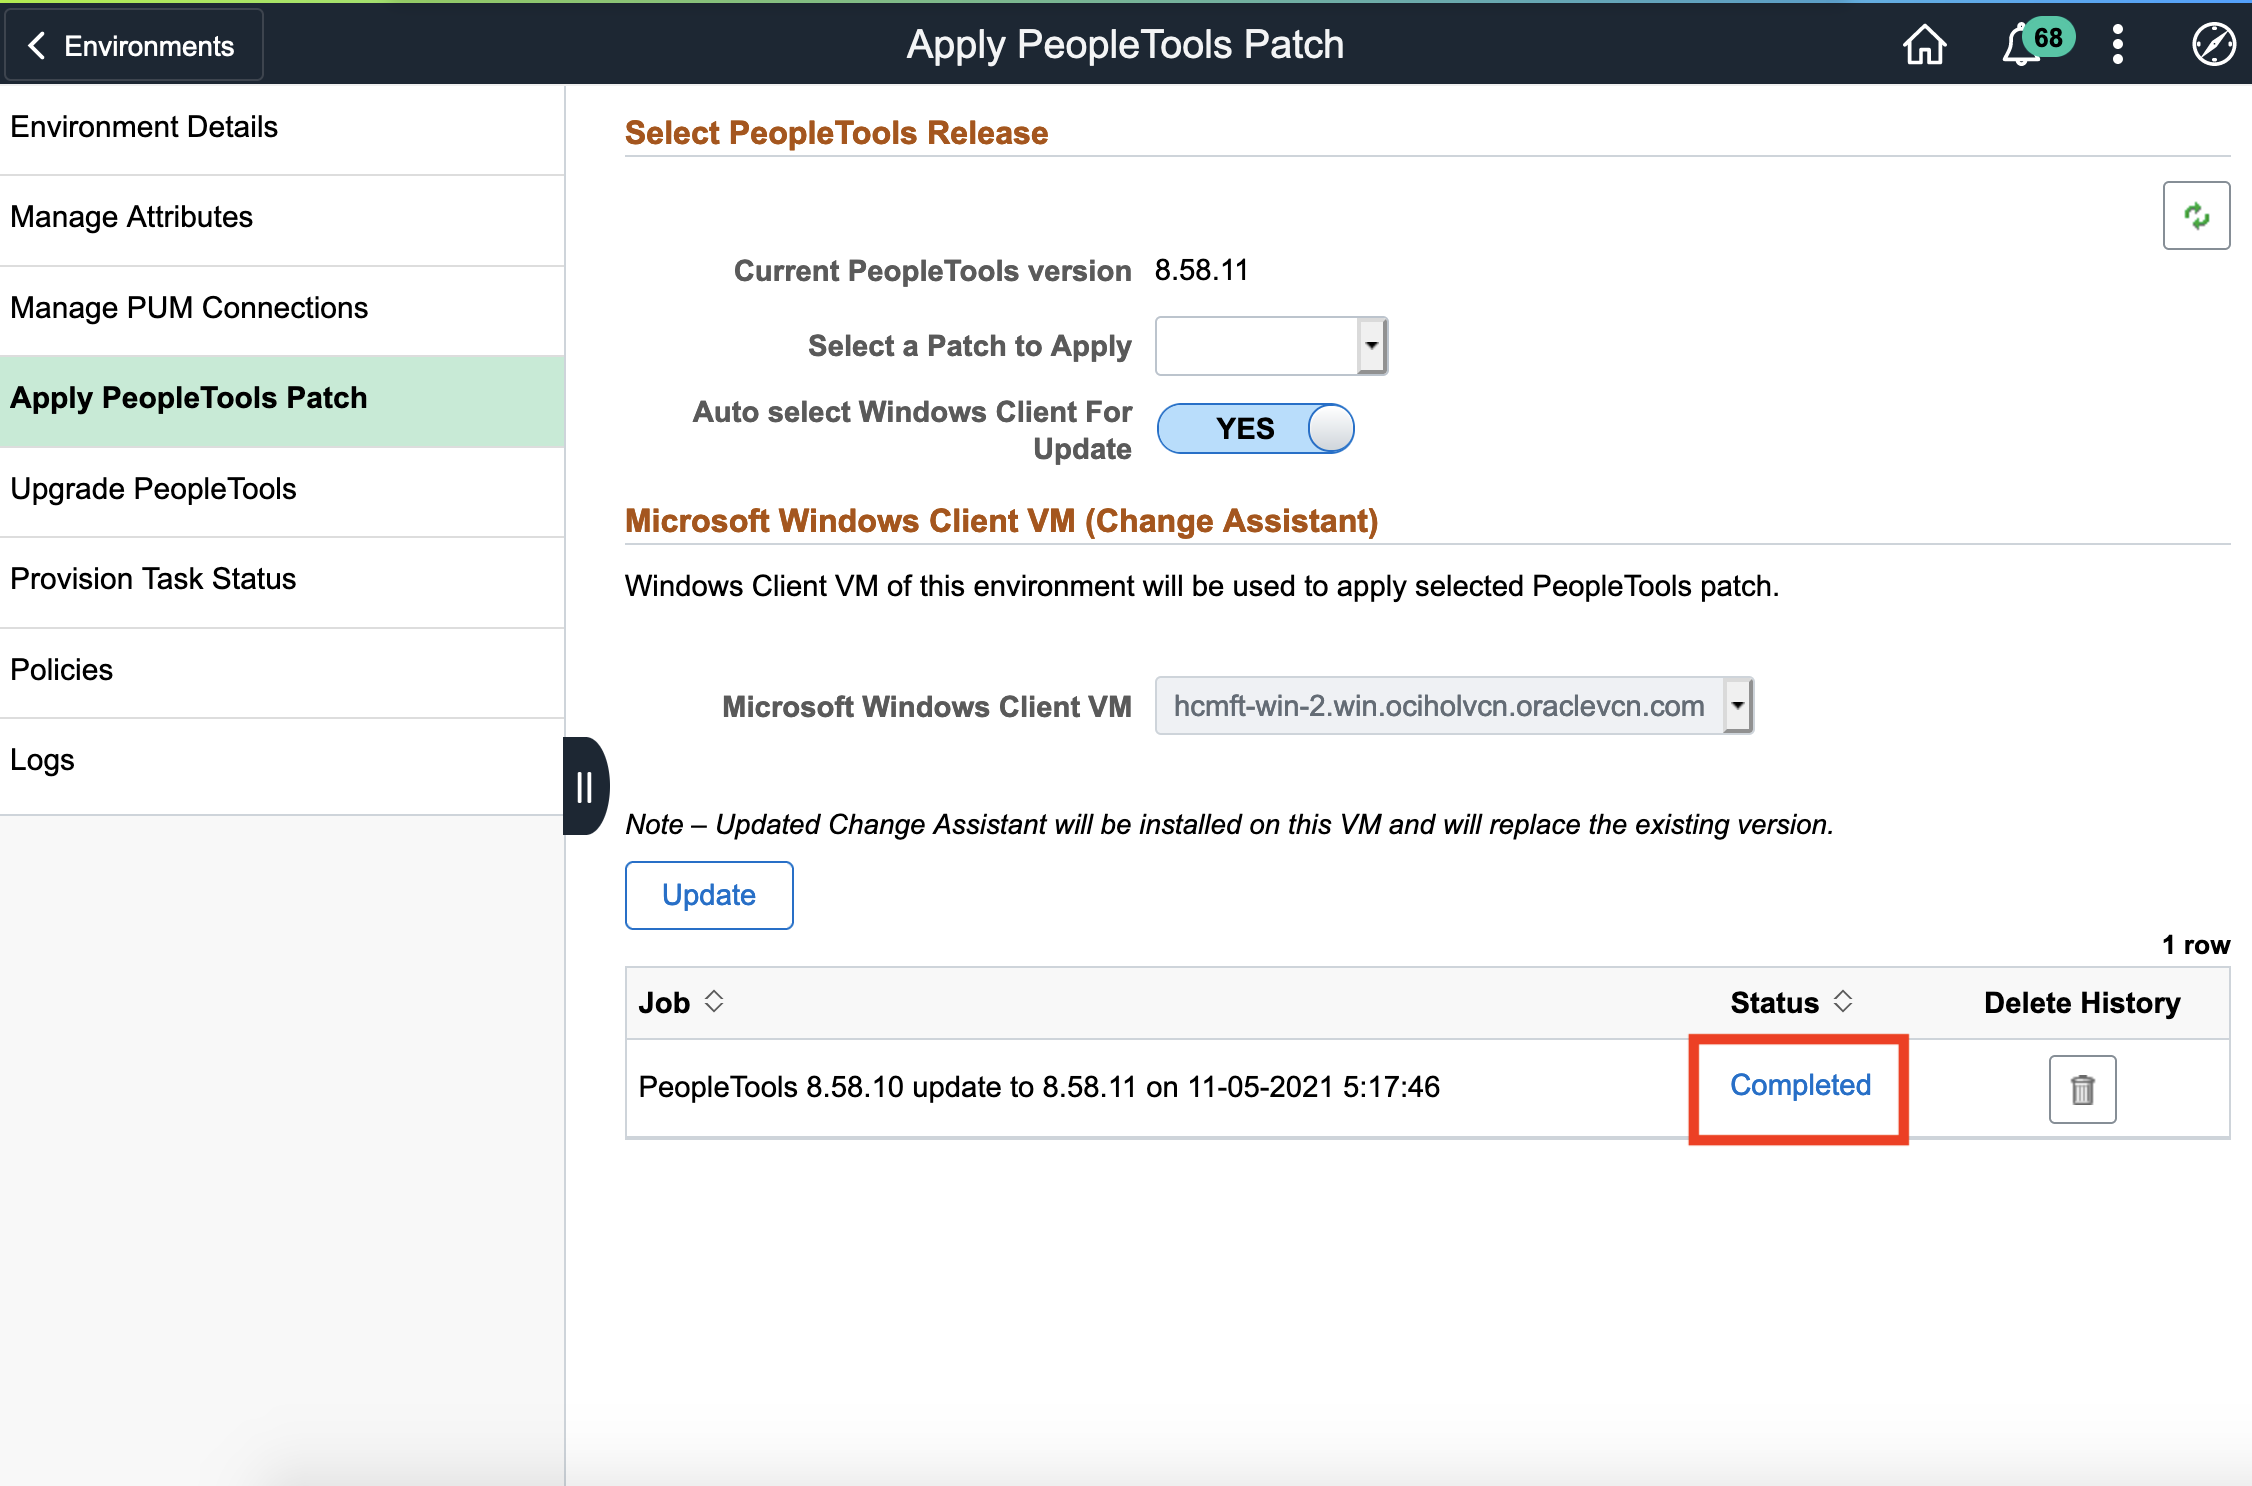 Environments
Apply PeopleTools Patch
68
Environment Details
Manage Attributes
Manage PUM Connections
Apply PeopleTools Patch
Upgrade PeopleTools
Provision Task Status
Policies
Logs
Select PeopleTools Release
Current PeopleTools version 8.58.11
Select a Patch to Apply
Auto select Windows Client For
Update
YES
Microsoft Windows Client VM (Change Assistant)
Windows Client VM of this environment will be used to apply selected PeopleTools patch.
Microsoft Windows Client VM hcmft-win-2.win.ociholvcn.oraclevcn.com
Note – Updated Change Assistant will be installed on this VM and will replace the existing version.
Update
1 row
Job Status Delete History
PeopleTools 8.58.10 update to 8.58.11 on 11-05-2021 5:17:46 Completed